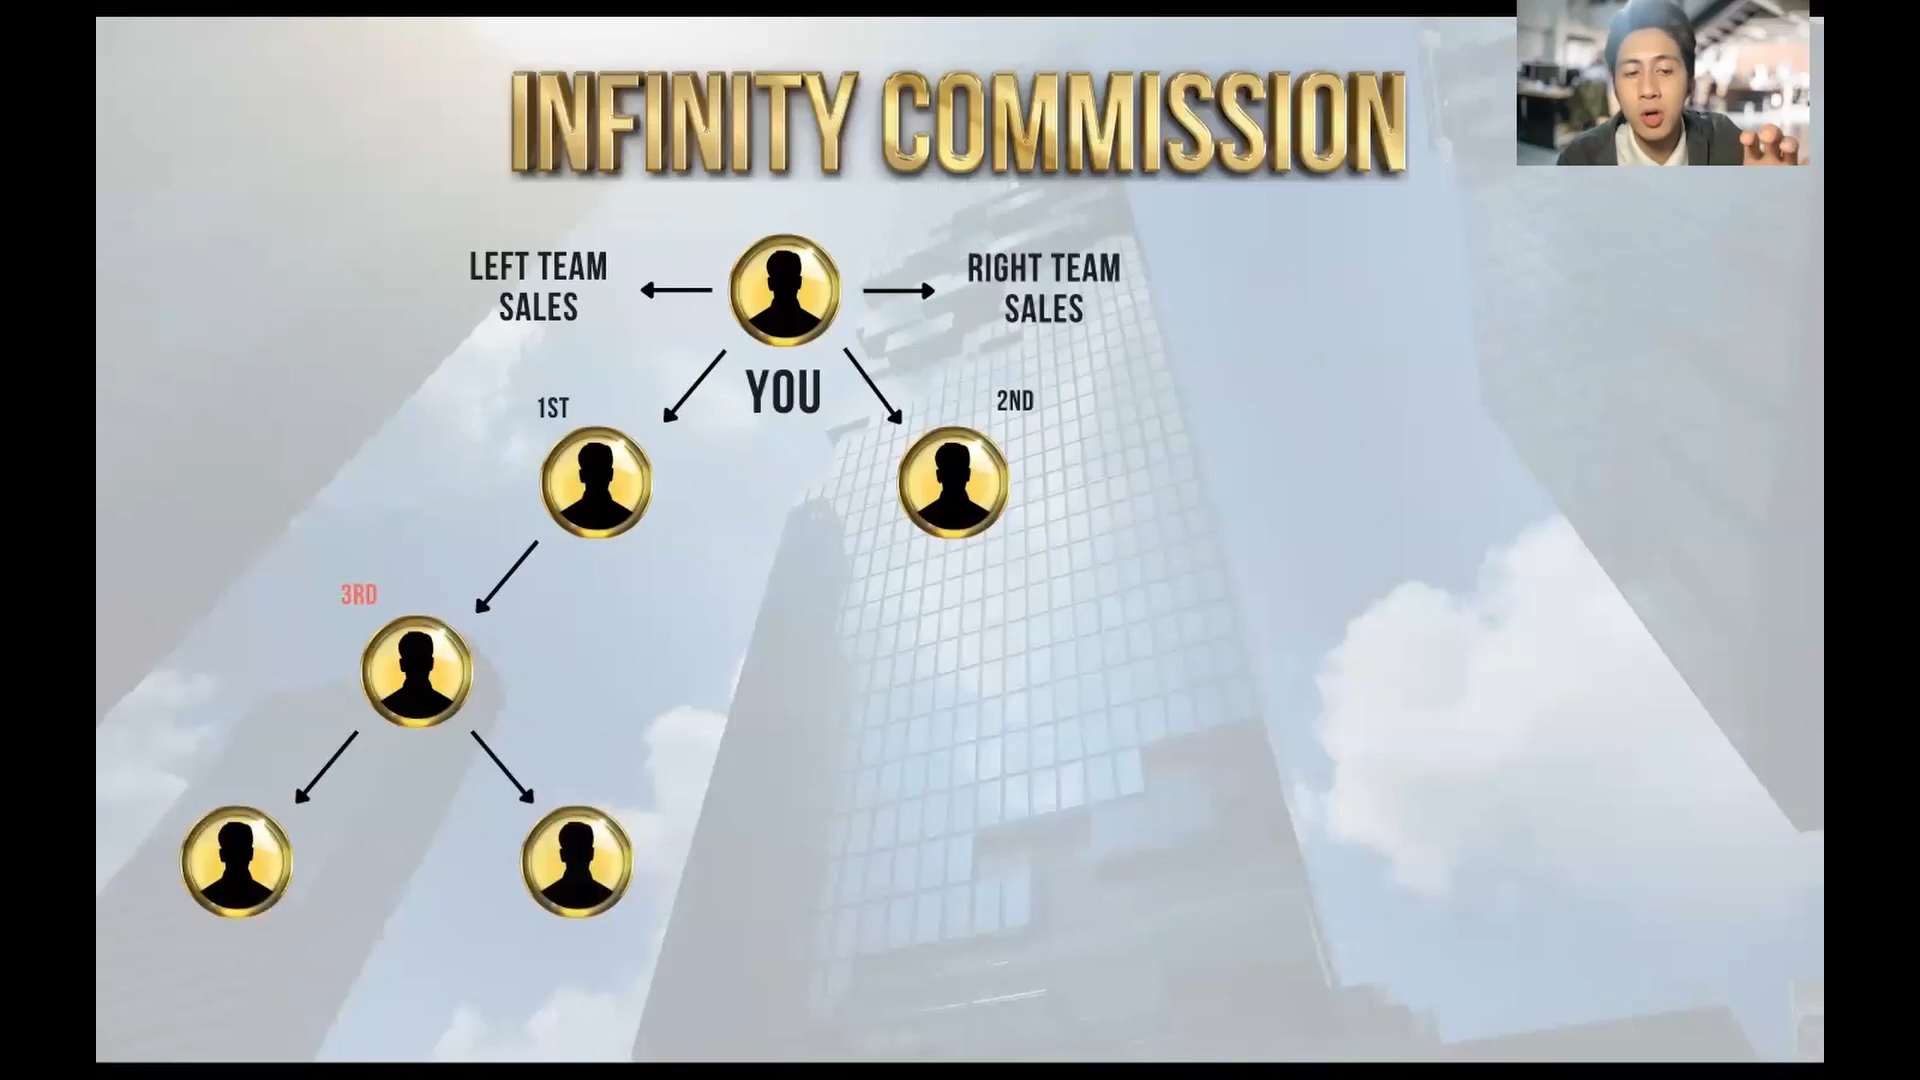 INFINITY COMMISSION
LEFT TEAM
SALES
RIGHT TEAM
SALES
YOU
1ST
2ND
3RD